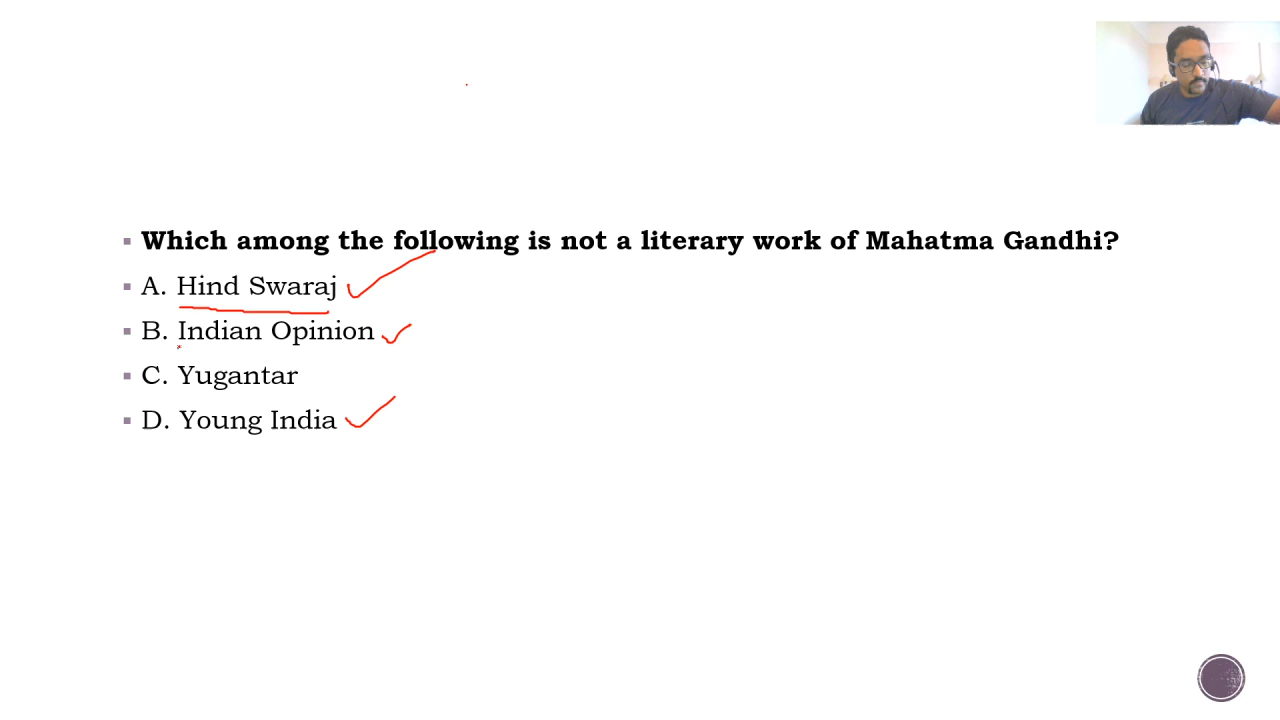 Which among the following is not a literary work of Mahatma Gandhi?
A. Hind Swaraj
B. Indian Opinion
C. Yugantar
D. Young India